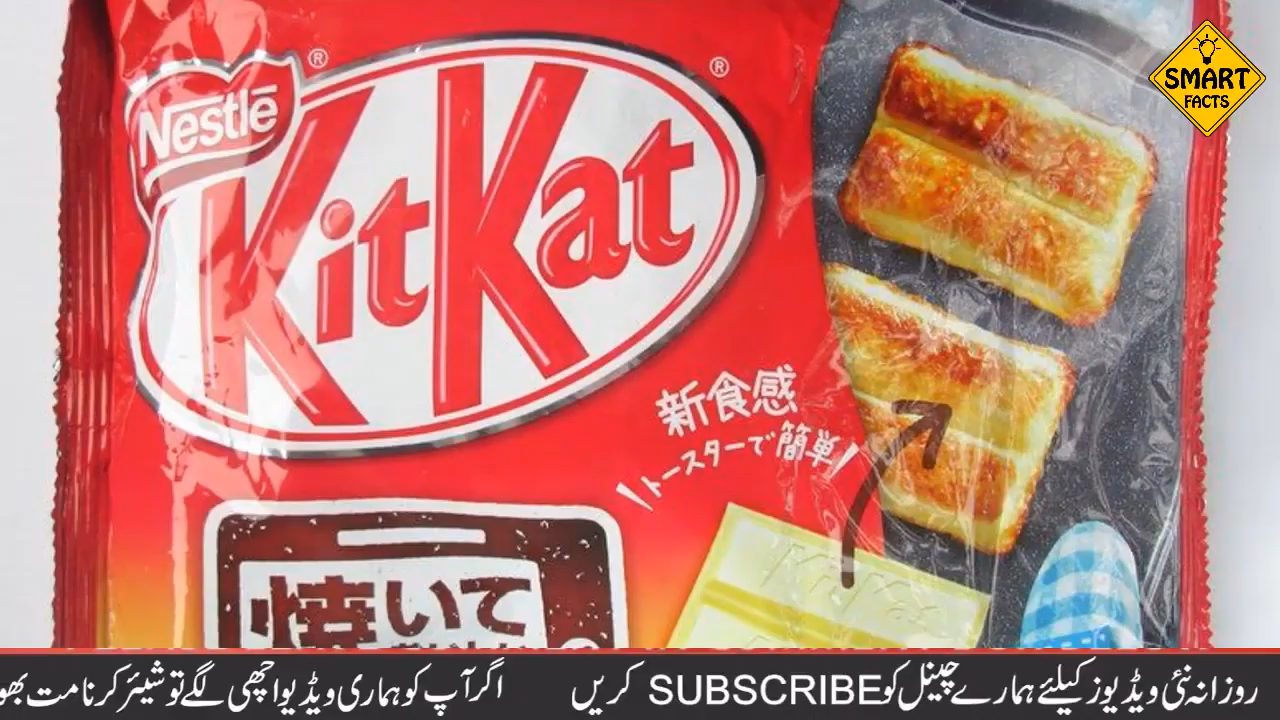 Nestlé
®
KitKat
®
SMART
FACTS
新食感
トースターで簡単
焼いて
روزانہ نئی ویڈیوز کیلئے ہمارے چینل کو SUBSCRIBE کریں
اگر آپ کو ہماری ویڈیو اچھی لگے تو شیئر کرنا مت